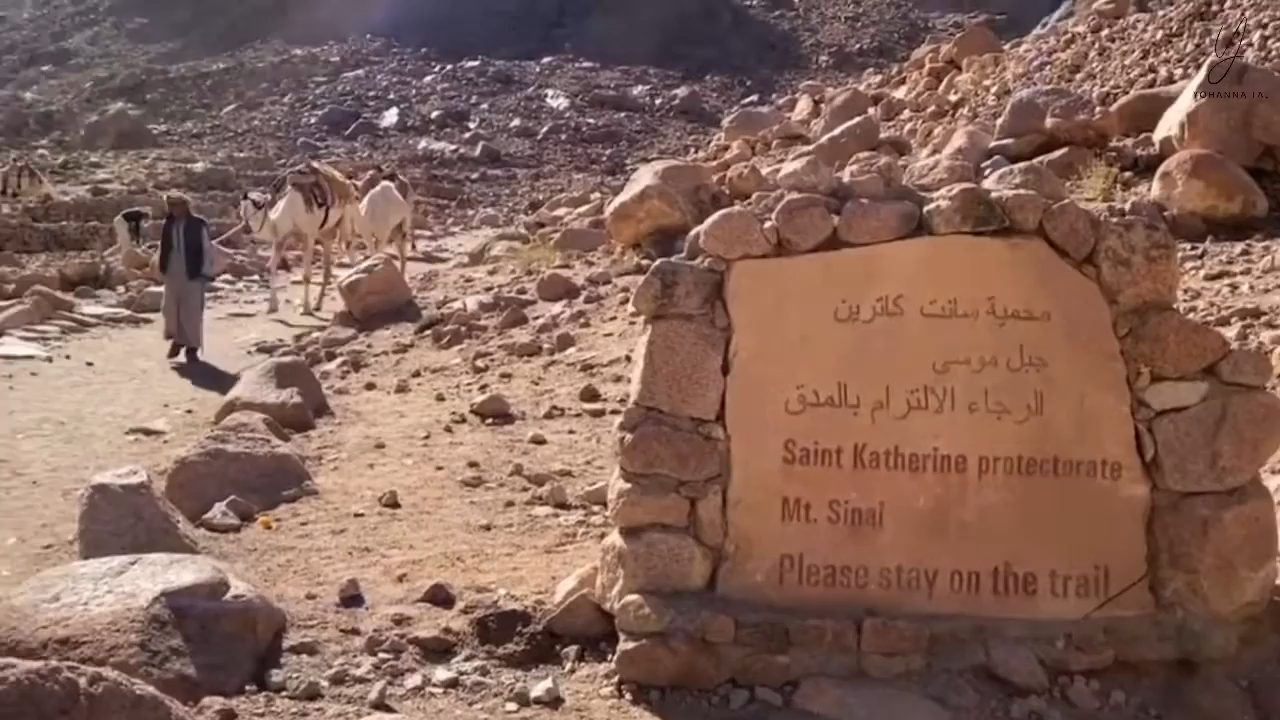 محمية سانت كاترين
جبل موسى
الرجاء الالتزام بالمدق
Saint Katherine protectorate
Mt. Sinai
Please stay on the trail
YOHANNA